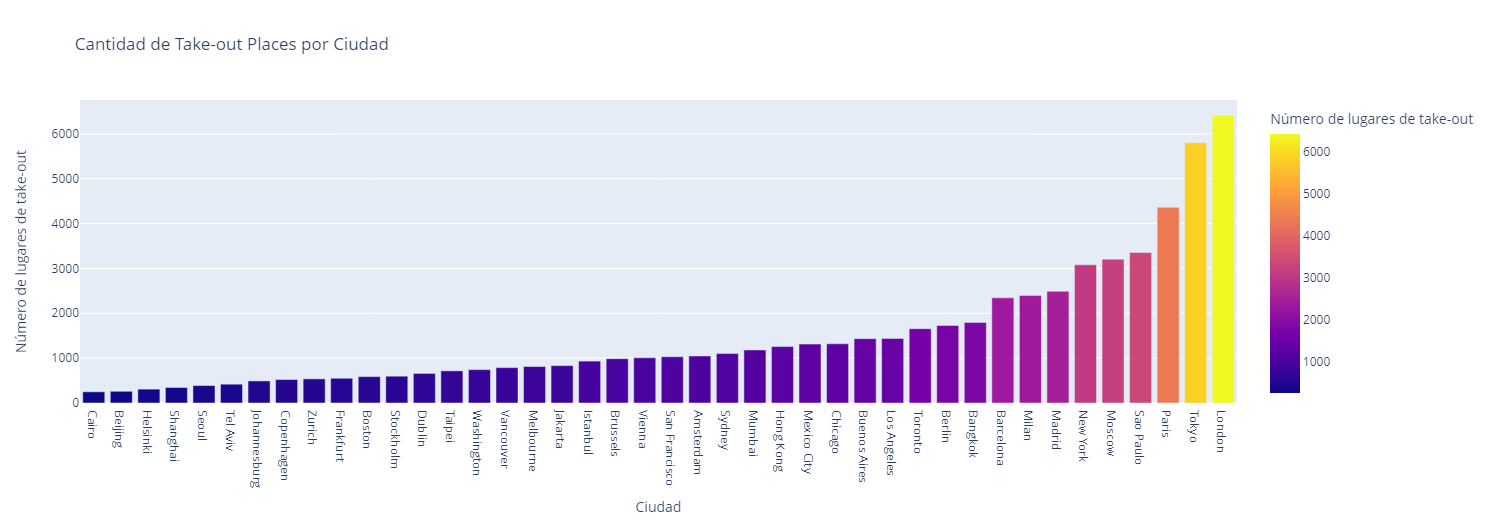 Cantidad de Take-out Places por Ciudad
Número de lugares de take-out
6000
5000
4000
3000
2000
1000
0
Cairo
Beijing
Helsinki
Shanghai
Seoul
Tel Aviv
Johannesburg
Copenhagen
Zurich
Frankfurt
Boston
Stockholm
Dublin
Taipei
Washington
Vancouver
Melbourne
Jakarta
Istanbul
Brussels
Vienna
San Francisco
Amsterdam
Sydney
Mumbai
Hong Kong
Mexico City
Chicago
Buenos Aires
Los Angeles
Toronto
Berlin
Bangkok
Barcelona
Milan
Madrid
New York
Moscow
Sao Paulo
Paris
Tokyo
London
Ciudad
Número de lugares de take-out
6000
5000
4000
3000
2000
1000